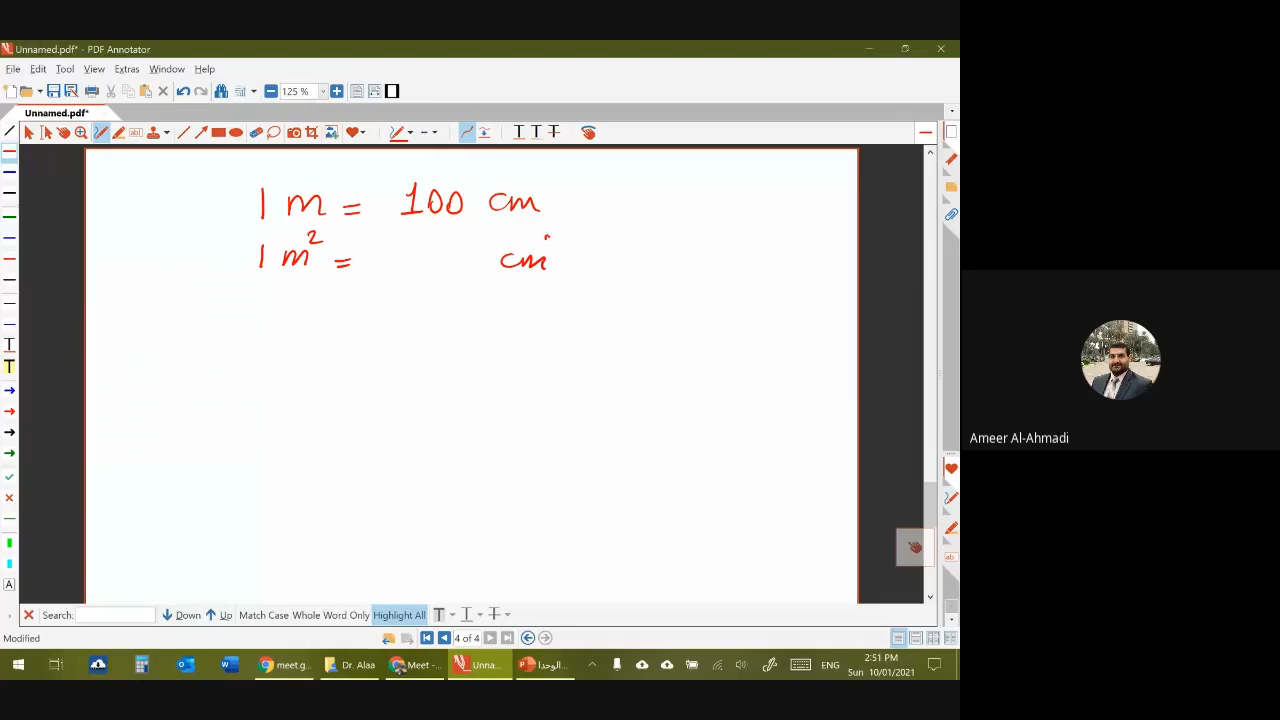 Unnamed.pdf* - PDF Annotator
File Edit Tool View Extras Window Help
125 %
Unnamed.pdf*
1 m = 100 cm
1 m² = cm
Ameer Al-Ahmadi
Search: Down Up Match Case Whole Word Only Highlight All
Modified
4 of 4
meet g... Dr. Alaa Meet -... Unna... الوحدا... ENG
2:51 PM
Sun 10/01/2021